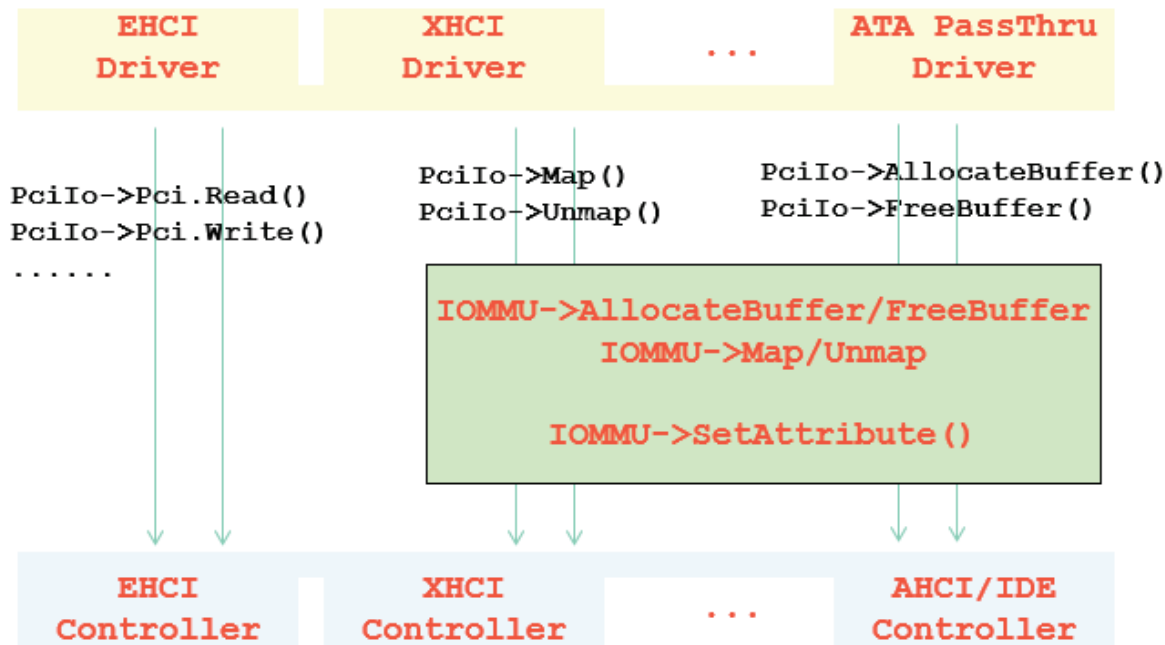 EHCI
Driver
XHCI
Driver
...
ATA PassThru
Driver
PciIo->Pci.Read()
PciIo->Pci.Write()
......
PciIo->Map()
PciIo->Unmap()
PciIo->AllocateBuffer()
PciIo->FreeBuffer()
IOMMU->AllocateBuffer/FreeBuffer
IOMMU->Map/Unmap
IOMMU->SetAttribute()
EHCI
Controller
XHCI
Controller
...
AHCI/IDE
Controller